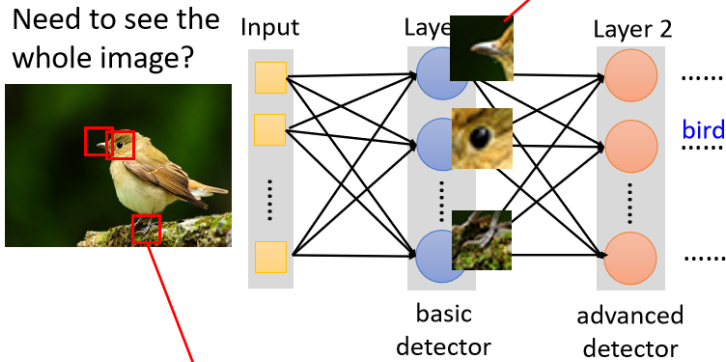 Need to see the
whole image?
Input
Laye
Layer 2
......
bird
......
......
......
......
......
basic
detector
advanced
detector